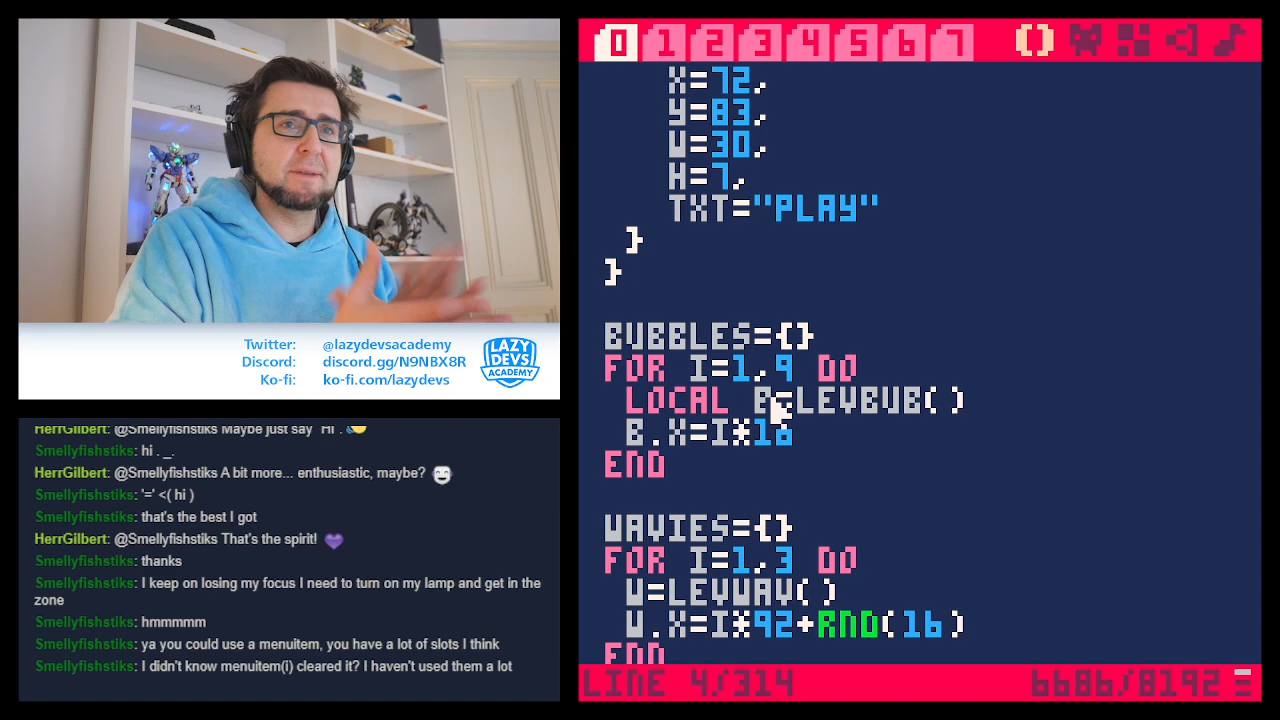 Twitter: @lazydevsacademy
Discord: discord.gg/N9NBX8R
Ko-fi: ko-fi.com/lazydevs
LAZY
DEVS
ACADEMY
HerrGilbert: @Smellyfishstiks Maybe just say "Hi".
Smellyfishstiks: hi . _.
HerrGilbert: @Smellyfishstiks A bit more... enthusiastic, maybe?
Smellyfishstiks: '=' <( hi )
Smellyfishstiks: that's the best I got
HerrGilbert: @Smellyfishstiks That's the spirit!
Smellyfishstiks: thanks
Smellyfishstiks: I keep on losing my focus I need to turn on my lamp and get in the
zone
Smellyfishstiks: hmmmmm
Smellyfishstiks: ya you could use a menuitem, you have a lot of slots I think
Smellyfishstiks: I didn't know menuitem(i) cleared it? I haven't used them a lot
0 1 2 3 4 5 6 7 ()
X=72,
Y=83,
W=30,
H=7,
TXT="PLAY"
}
}
BUBBLES={}
FOR I=1,9 DO
LOCAL B=LEVBUB()
B.X=I*16
END
WAVIES={}
FOR I=1,3 DO
W=LEVWAV()
W.X=I*92+RND(16)
END
LINE 4/314 6686/8192